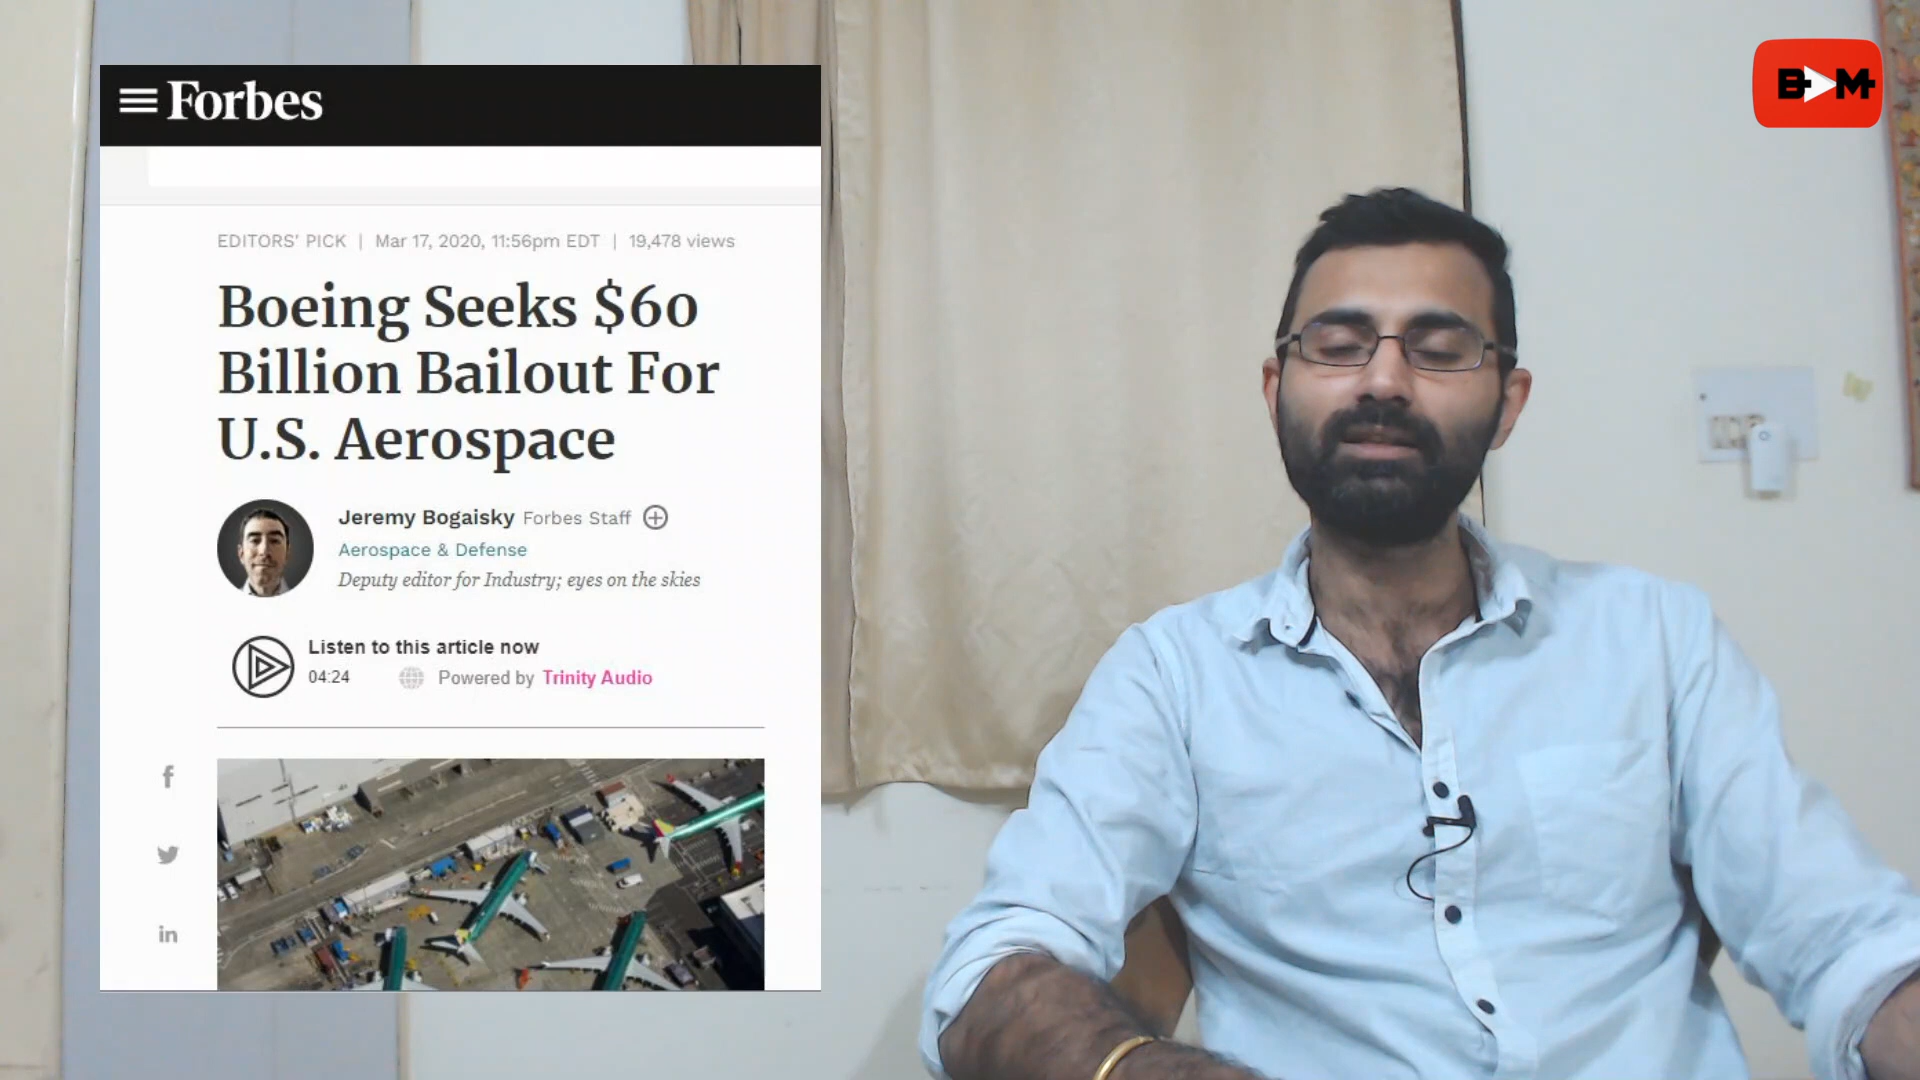 Forbes
EDITORS' PICK | Mar 17, 2020, 11:56pm EDT | 19,478 views
Boeing Seeks $60
Billion Bailout For
U.S. Aerospace
Jeremy Bogaisky Forbes Staff
Aerospace & Defense
Deputy editor for Industry; eyes on the skies
Listen to this article now
04:24 Powered by Trinity Audio
f
in
B M